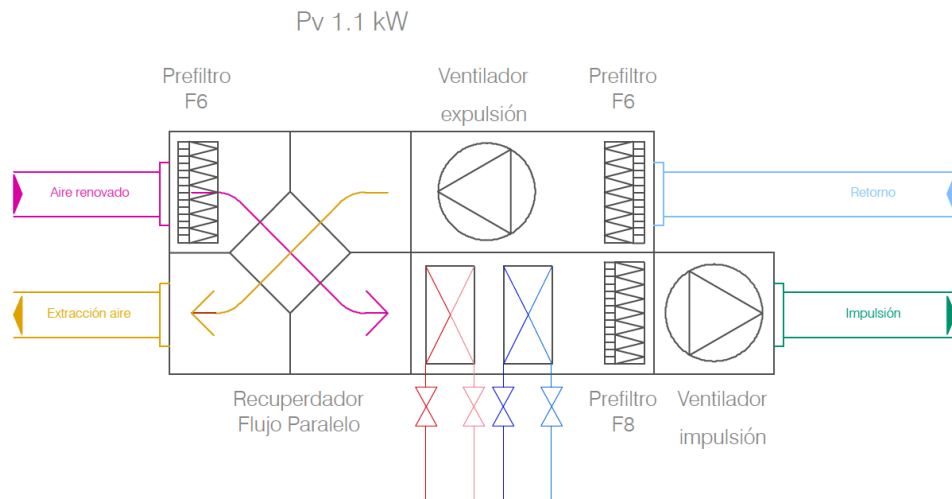 Pv 1.1 kW
Prefiltro
F6
Ventilador
expulsión
Prefiltro
F6
Aire renovado
Retorno
Extracción aire
Impulsión
Recuperdador
Flujo Paralelo
Prefiltro
F8
Ventilador
impulsión